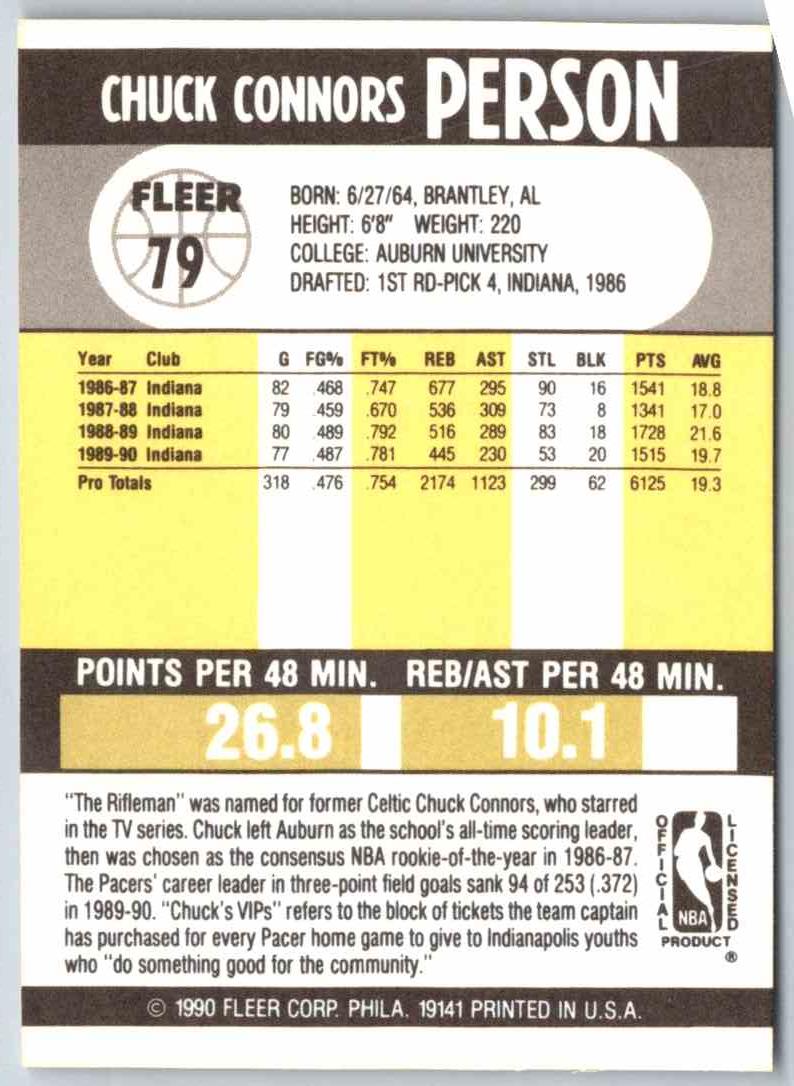 CHUCK CONNORS PERSON
FLEER
79
BORN: 6/27/64, BRANTLEY, AL
HEIGHT: 6'8" WEIGHT: 220
COLLEGE: AUBURN UNIVERSITY
DRAFTED: 1ST RD-PICK 4, INDIANA, 1986
Year Club G FG% FT% REB AST STL BLK PTS AVG
1986-87 Indiana 82 .468 .747 677 295 90 16 1541 18.8
1987-88 Indiana 79 .459 .670 536 309 73 8 1341 17.0
1988-89 Indiana 80 .489 .792 516 289 83 18 1728 21.6
1989-90 Indiana 77 .487 .781 445 230 53 20 1515 19.7
Pro Totals 318 .476 .754 2174 1123 299 62 6125 19.3
POINTS PER 48 MIN. REB/AST PER 48 MIN.
26.8 10.1
"The Rifleman" was named for former Celtic Chuck Connors, who starred
in the TV series. Chuck left Auburn as the school's all-time scoring leader,
then was chosen as the consensus NBA rookie-of-the-year in 1986-87.
The Pacers' career leader in three-point field goals sank 94 of 253 (.372)
in 1989-90. "Chuck's VIPs" refers to the block of tickets the team captain
has purchased for every Pacer home game to give to Indianapolis youths
who "do something good for the community."
OFFICIAL
NBA
LICENSED
PRODUCT
®
© 1990 FLEER CORP. PHILA. 19141 PRINTED IN U.S.A.